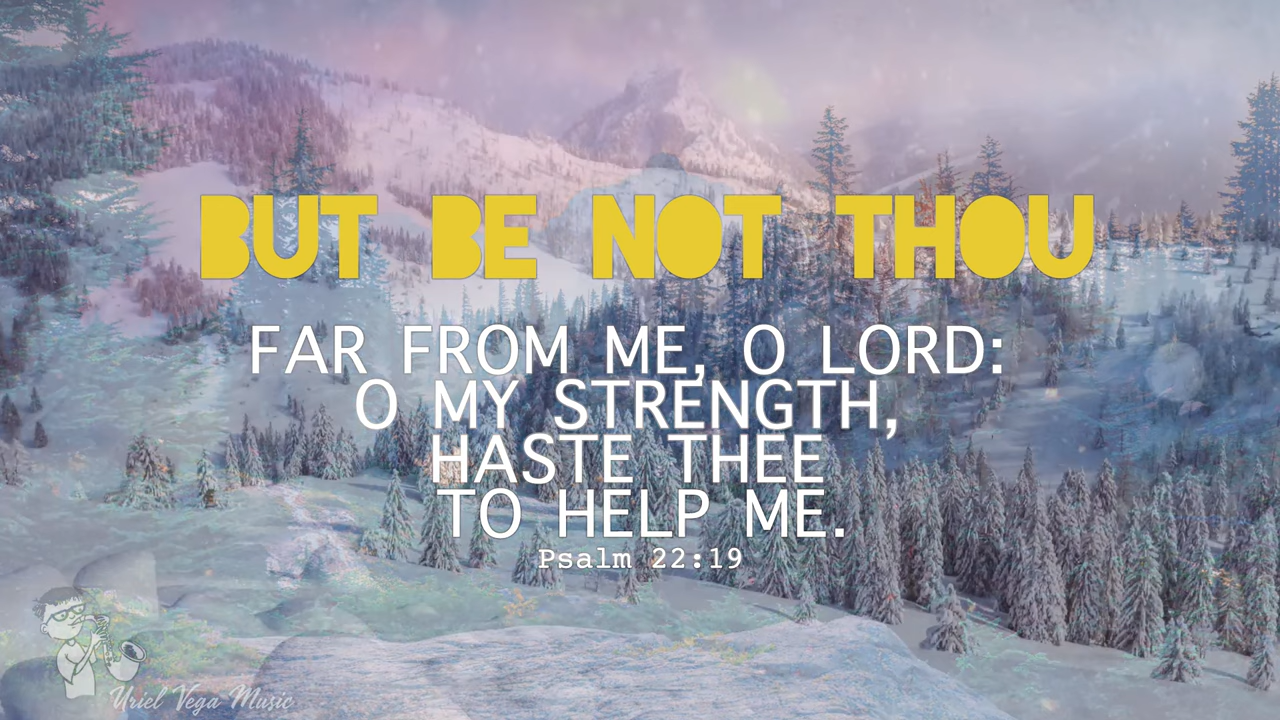 BUT BE NOT THOU
FAR FROM ME, O LORD:
O MY STRENGTH,
HASTE THEE
TO HELP ME.
Psalm 22:19
Uriel Vega Music